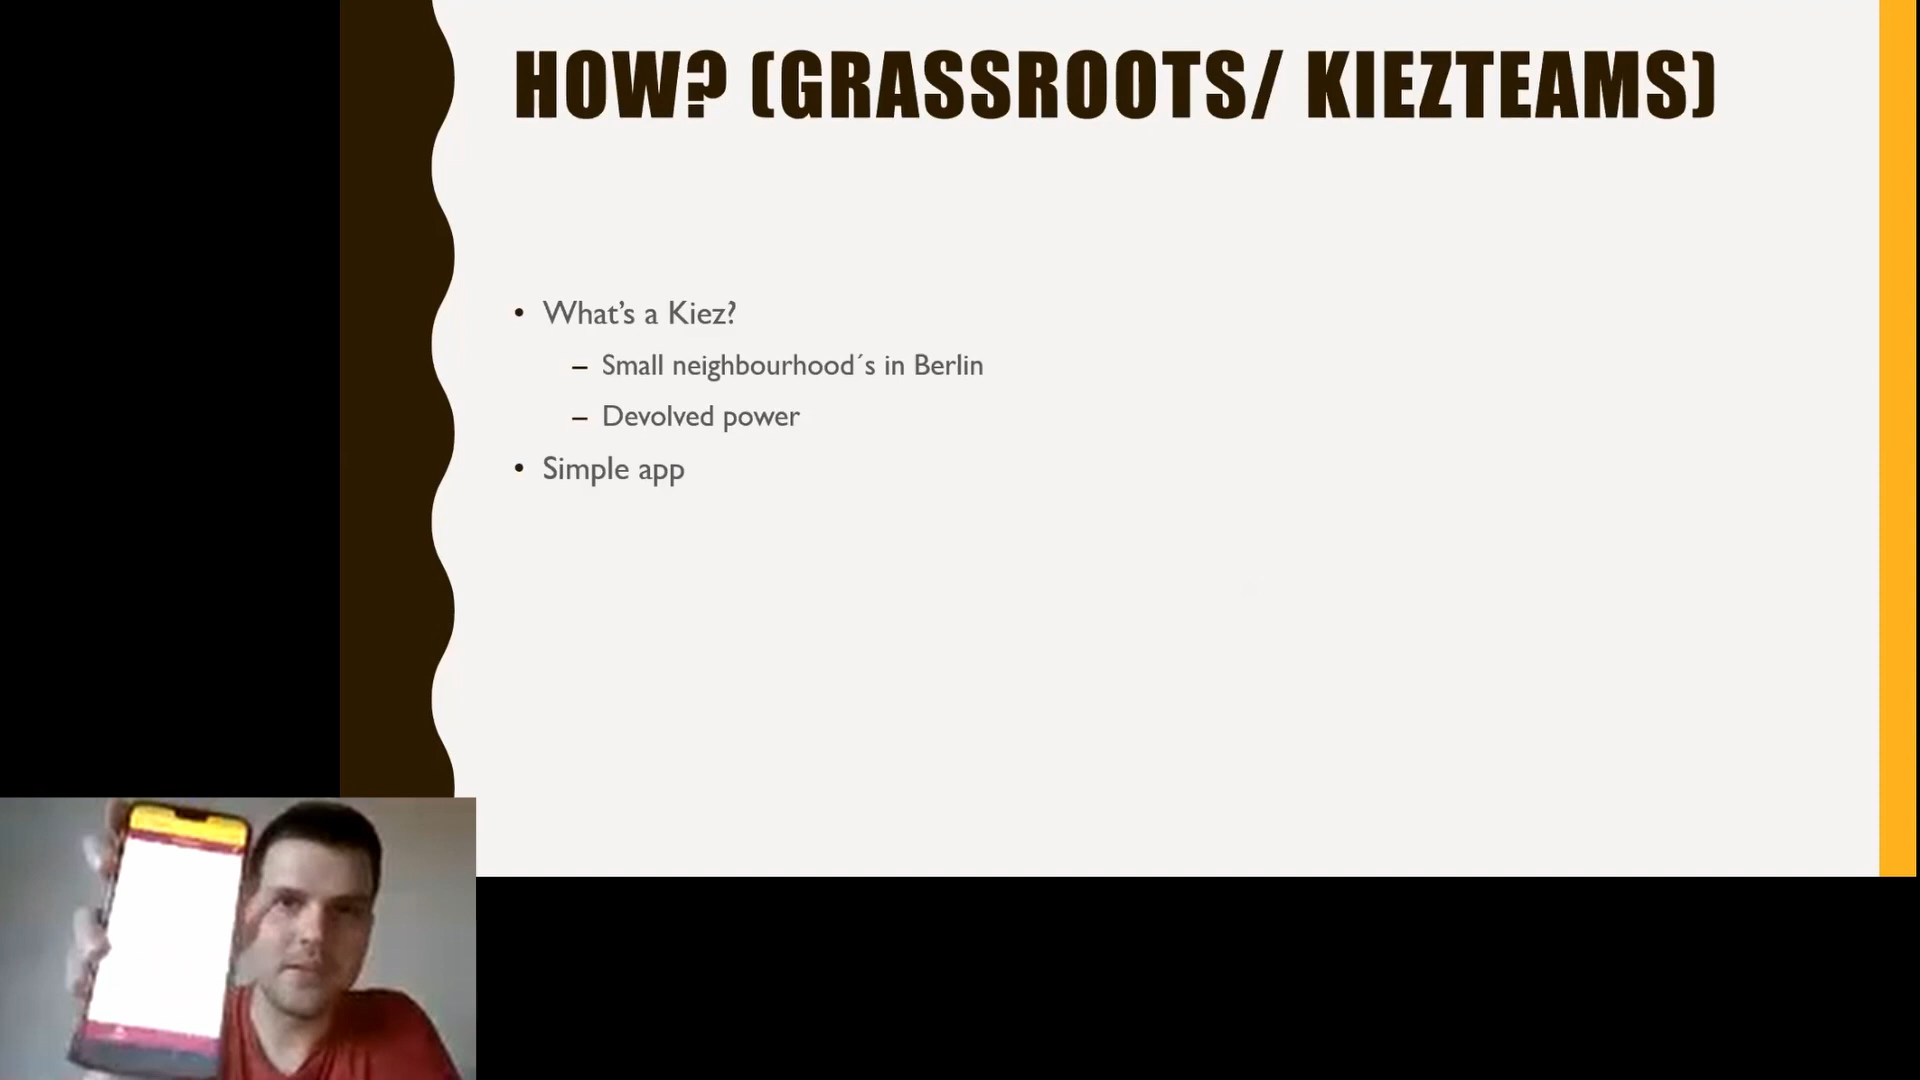 HOW? (GRASSROOTS/ KIEZTEAMS)
• What’s a Kiez?
– Small neighbourhood´s in Berlin
– Devolved power
• Simple app